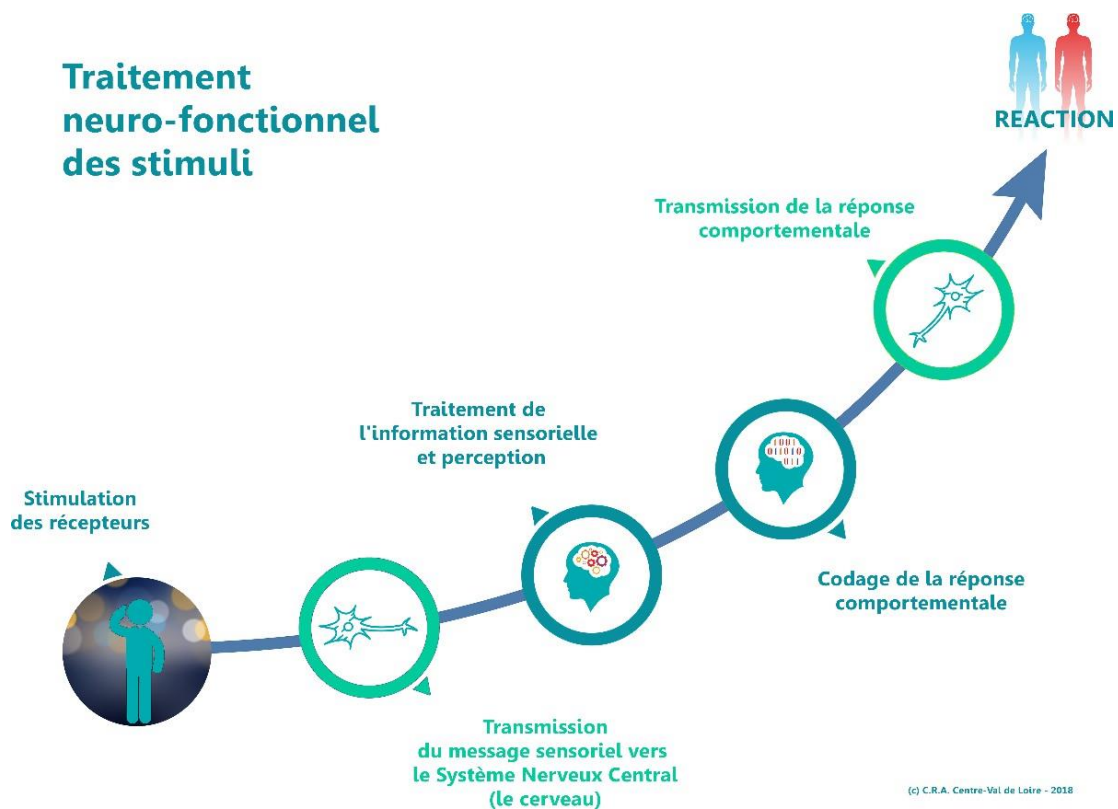 Traitement
neuro-fonctionnel
des stimuli
REACTION
Transmission de la réponse
comportementale
Traitement de
l'information sensorielle
et perception
Stimulation
des récepteurs
Codage de la réponse
comportementale
Transmission
du message sensoriel vers
le Système Nerveux Central
(le cerveau)
(c) C.R.A. Centre-Val de Loire - 2018